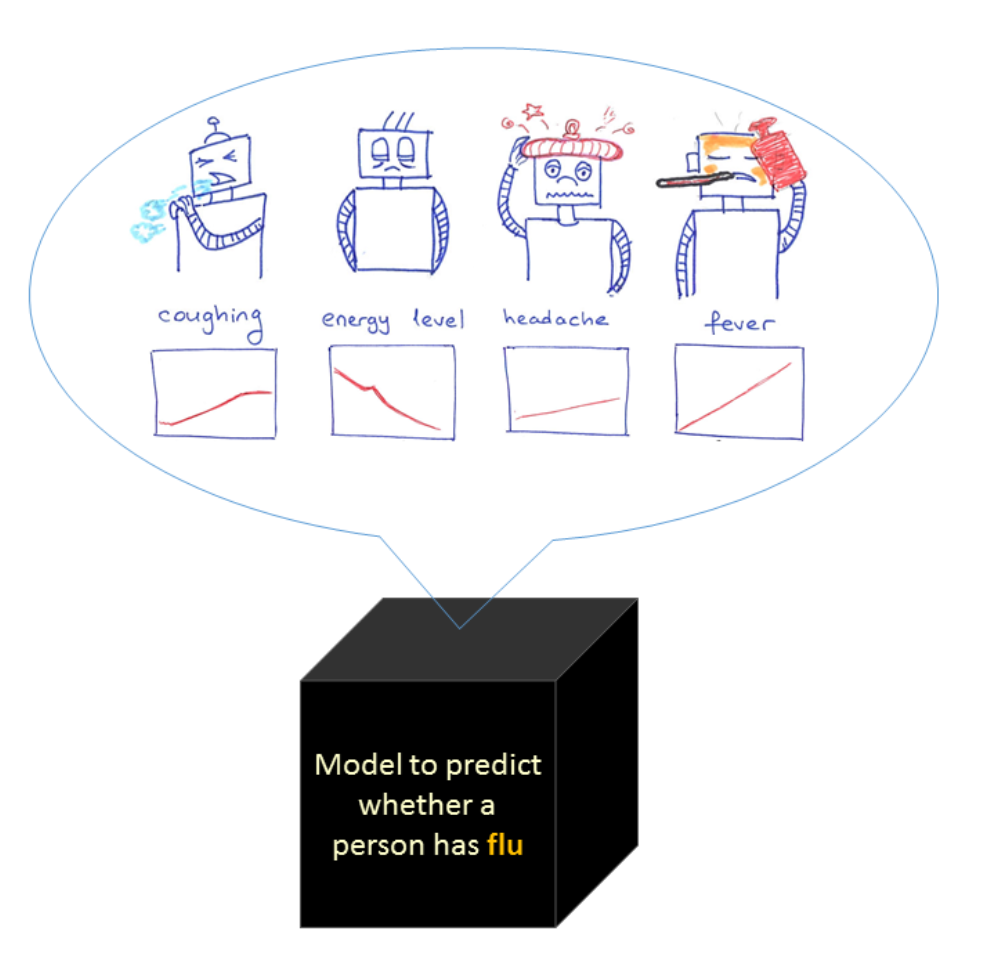 coughing energy level headache fever
Model to predict
whether a
person has flu